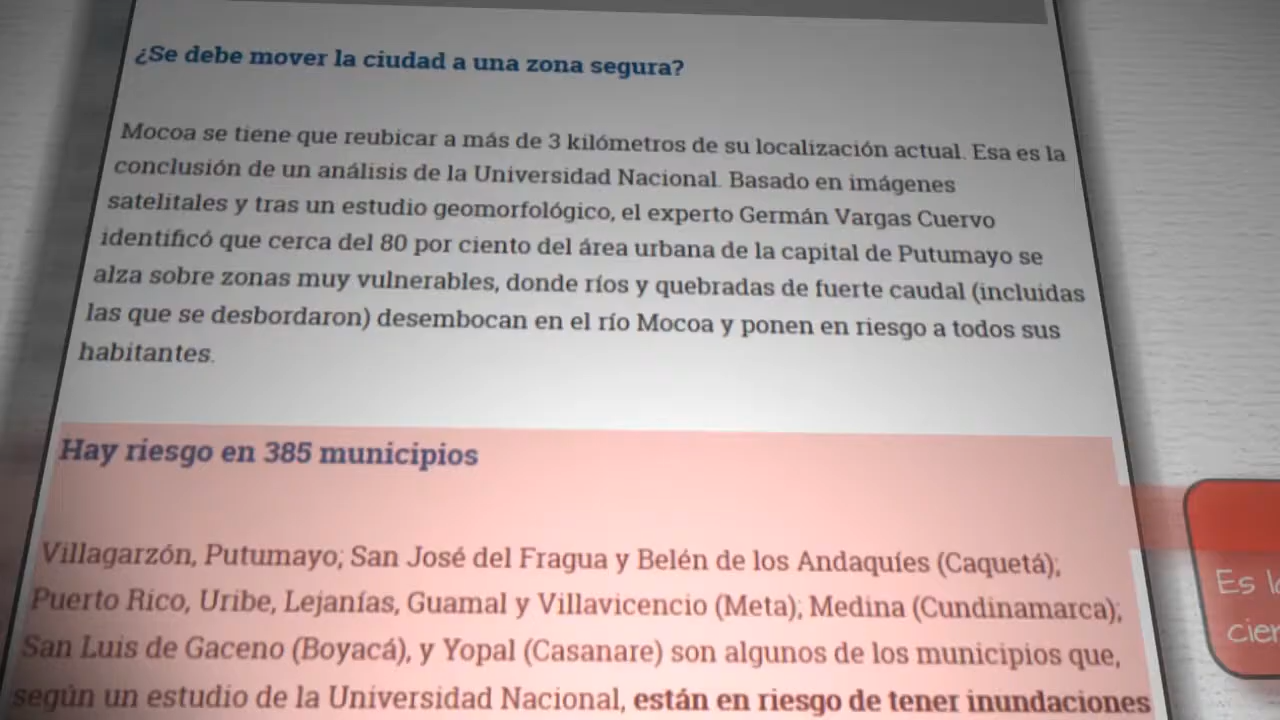 ¿Se debe mover la ciudad a una zona segura?
Mocoa se tiene que reubicar a más de 3 kilómetros de su localización actual. Esa es la
conclusión de un análisis de la Universidad Nacional. Basado en imágenes
satelitales y tras un estudio geomorfológico, el experto Germán Vargas Cuervo
identificó que cerca del 80 por ciento del área urbana de la capital de Putumayo se
alza sobre zonas muy vulnerables, donde ríos y quebradas de fuerte caudal (incluidas
las que se desbordaron) desembocan en el río Mocoa y ponen en riesgo a todos sus
habitantes.
Hay riesgo en 385 municipios
Villagarzón, Putumayo; San José del Fragua y Belén de los Andaquíes (Caquetá);
Puerto Rico, Uribe, Lejanías, Guamal y Villavicencio (Meta); Medina (Cundinamarca);
San Luis de Gaceno (Boyacá), y Yopal (Casanare) son algunos de los municipios que,
según un estudio de la Universidad Nacional, están en riesgo de tener inundaciones
Es